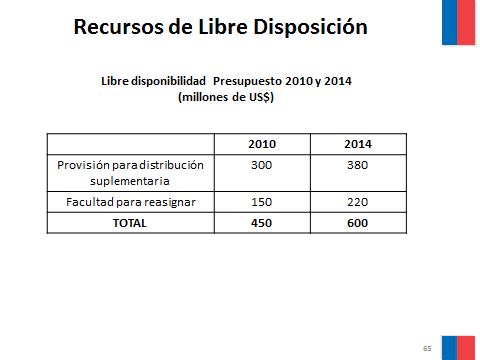 Recursos de Libre Disposición
Libre disponibilidad Presupuesto 2010 y 2014
(millones de US$)
2010 2014
Provisión para distribución suplementaria 300 380
Facultad para reasignar 150 220
TOTAL 450 600
65